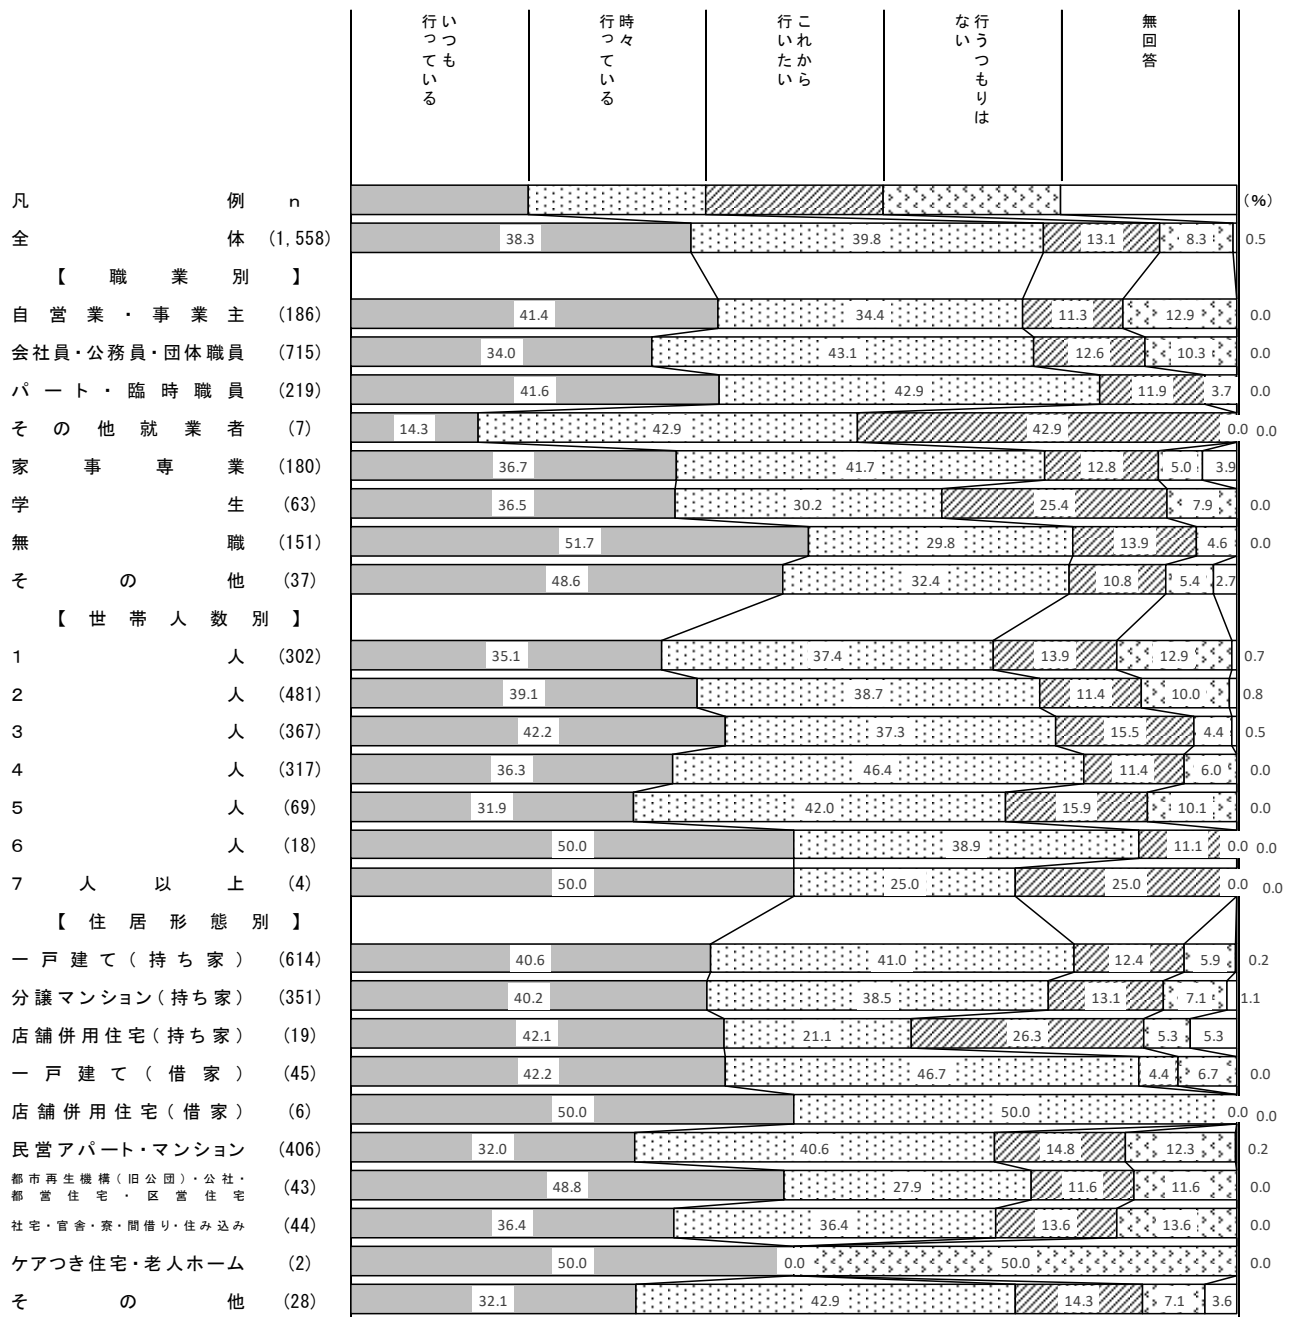 いつも行っている
時々行っている
これから行いたい
行うつもりはない
無回答
凡例 n (%)
全体 (1,558) 38.3 39.8 13.1 8.3 0.5
【職業別】
自営業・事業主 (186) 41.4 34.4 11.3 12.9 0.0
会社員・公務員・団体職員 (715) 34.0 43.1 12.6 10.3 0.0
パート・臨時職員 (219) 41.6 42.9 11.9 3.7 0.0
その他就業者 (7) 14.3 42.9 42.9 0.0 0.0
家事専業 (180) 36.7 41.7 12.8 5.0 3.9
学生 (63) 36.5 30.2 25.4 7.9 0.0
無職 (151) 51.7 29.8 13.9 4.6 0.0
その他 (37) 48.6 32.4 10.8 5.4 2.7
【世帯人数別】
1人 (302) 35.1 37.4 13.9 12.9 0.7
2人 (481) 39.1 38.7 11.4 10.0 0.8
3人 (367) 42.2 37.3 15.5 4.4 0.5
4人 (317) 36.3 46.4 11.4 6.0 0.0
5人 (69) 31.9 42.0 15.9 10.1 0.0
6人 (18) 50.0 38.9 11.1 0.0 0.0
7人以上 (4) 50.0 25.0 25.0 0.0 0.0
【住居形態別】
一戸建て(持ち家) (614) 40.6 41.0 12.4 5.9 0.2
分譲マンション(持ち家) (351) 40.2 38.5 13.1 7.1 1.1
店舗併用住宅(持ち家) (19) 42.1 21.1 26.3 5.3 5.3
一戸建て(借家) (45) 42.2 46.7 4.4 6.7 0.0
店舗併用住宅(借家) (6) 50.0 50.0 0.0 0.0
民営アパート・マンション (406) 32.0 40.6 14.8 12.3 0.2
都市再生機構(旧公団)・公社・
都営住宅・区営住宅 (43) 48.8 27.9 11.6 11.6 0.0
社宅・官舎・寮・間借り・住み込み (44) 36.4 36.4 13.6 13.6 0.0
ケアつき住宅・老人ホーム (2) 50.0 0.0 50.0 0.0
その他 (28) 32.1 42.9 14.3 7.1 3.6